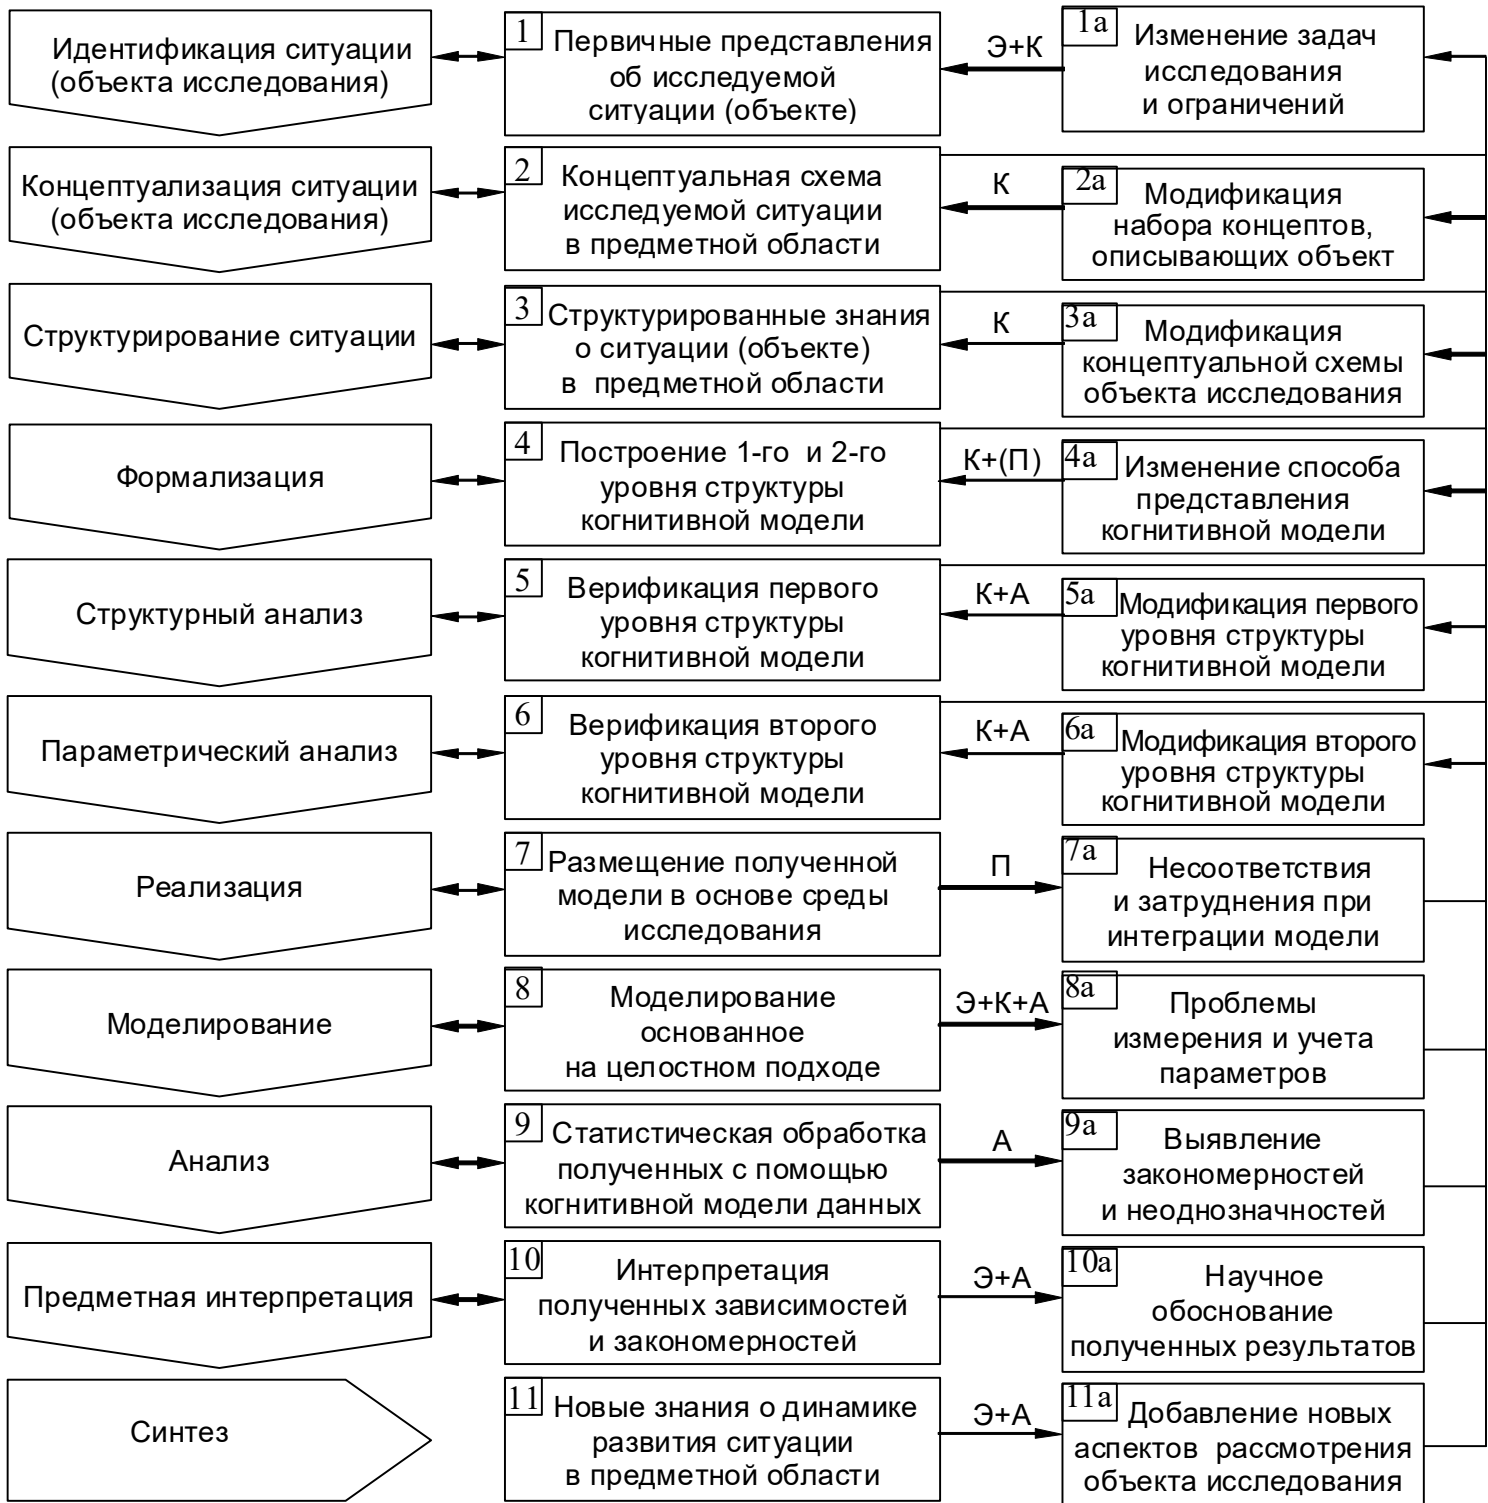 Идентификация ситуации
(объекта исследования)
1
Первичные представления
об исследуемой
ситуации (объекте)
Э+К
1а
Изменение задач
исследования
и ограничений
Концептуализация ситуации
(объекта исследования)
2
Концептуальная схема
исследуемой ситуации
в предметной области
К
2а
Модификация
набора концептов,
описывающих объект
Структурирование ситуации
3
Структурированные знания
о ситуации (объекте)
в предметной области
К
3а
Модификация
концептуальной схемы
объекта исследования
Формализация
4
Построение 1-го и 2-го
уровня структуры
когнитивной модели
К+(П)
4а
Изменение способа
представления
когнитивной модели
Структурный анализ
5
Верификация первого
уровня структуры
когнитивной модели
К+А
5а
Модификация первого
уровня структуры
когнитивной модели
Параметрический анализ
6
Верификация второго
уровня структуры
когнитивной модели
К+А
6а
Модификация второго
уровня структуры
когнитивной модели
Реализация
7
Размещение полученной
модели в основе среды
исследования
П
7а
Несоответствия
и затруднения при
интеграции модели
Моделирование
8
Моделирование
основанное
на целостном подходе
Э+К+А
8а
Проблемы
измерения и учета
параметров
Анализ
9
Статистическая обработка
полученных с помощью
когнитивной модели данных
А
9а
Выявление
закономерностей
и неоднозначностей
Предметная интерпретация
10
Интерпретация
полученных зависимостей
и закономерностей
Э+А
10а
Научное
обоснование
полученных результатов
Синтез
11
Новые знания о динамике
развития ситуации
в предметной области
Э+А
11а
Добавление новых
аспектов рассмотрения
объекта исследования